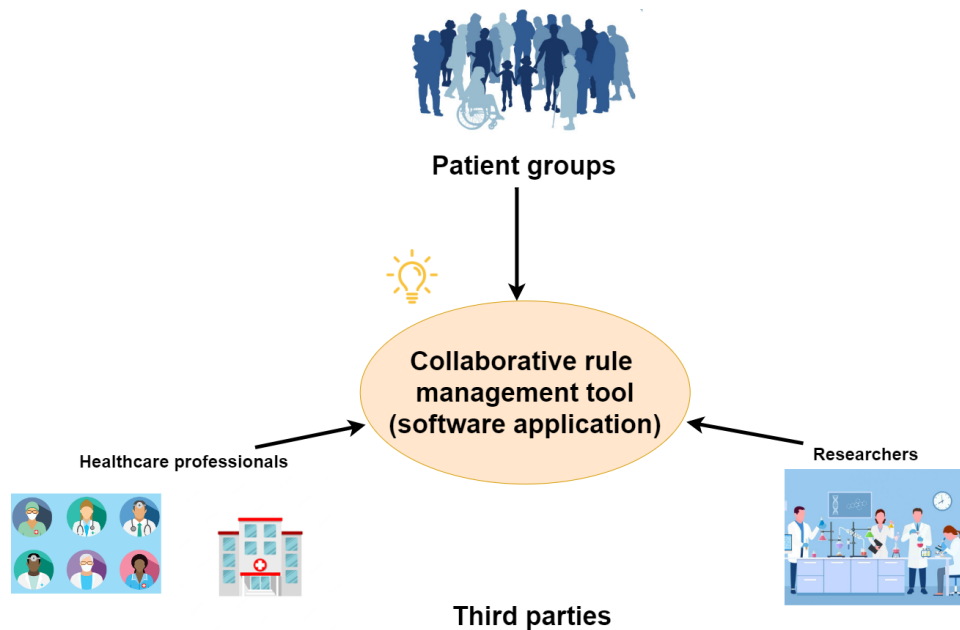 Patient groups
Collaborative rule
management tool
(software application)
Healthcare professionals
Researchers
Third parties